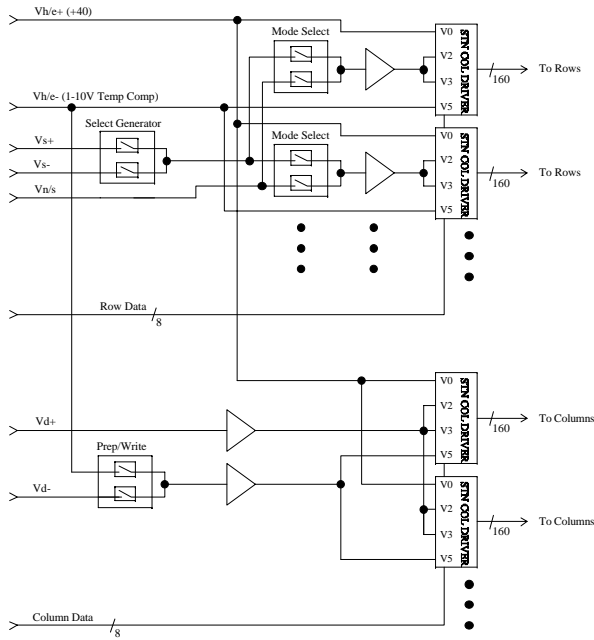 Vh/e+ (+40)
Mode Select
V0
V2
V3
V5
STN COL DRIVER
160
To Rows
Vh/e- (1-10V Temp Comp)
Select Generator
Vs+
Vs-
Vn/s
Mode Select
V0
V2
V3
V5
STN COL DRIVER
160
To Rows
Row Data
8
V0
V2
V3
V5
STN COL DRIVER
160
To Columns
Vd+
Prep/Write
Vd-
V0
V2
V3
V5
STN COL DRIVER
160
To Columns
Column Data
8